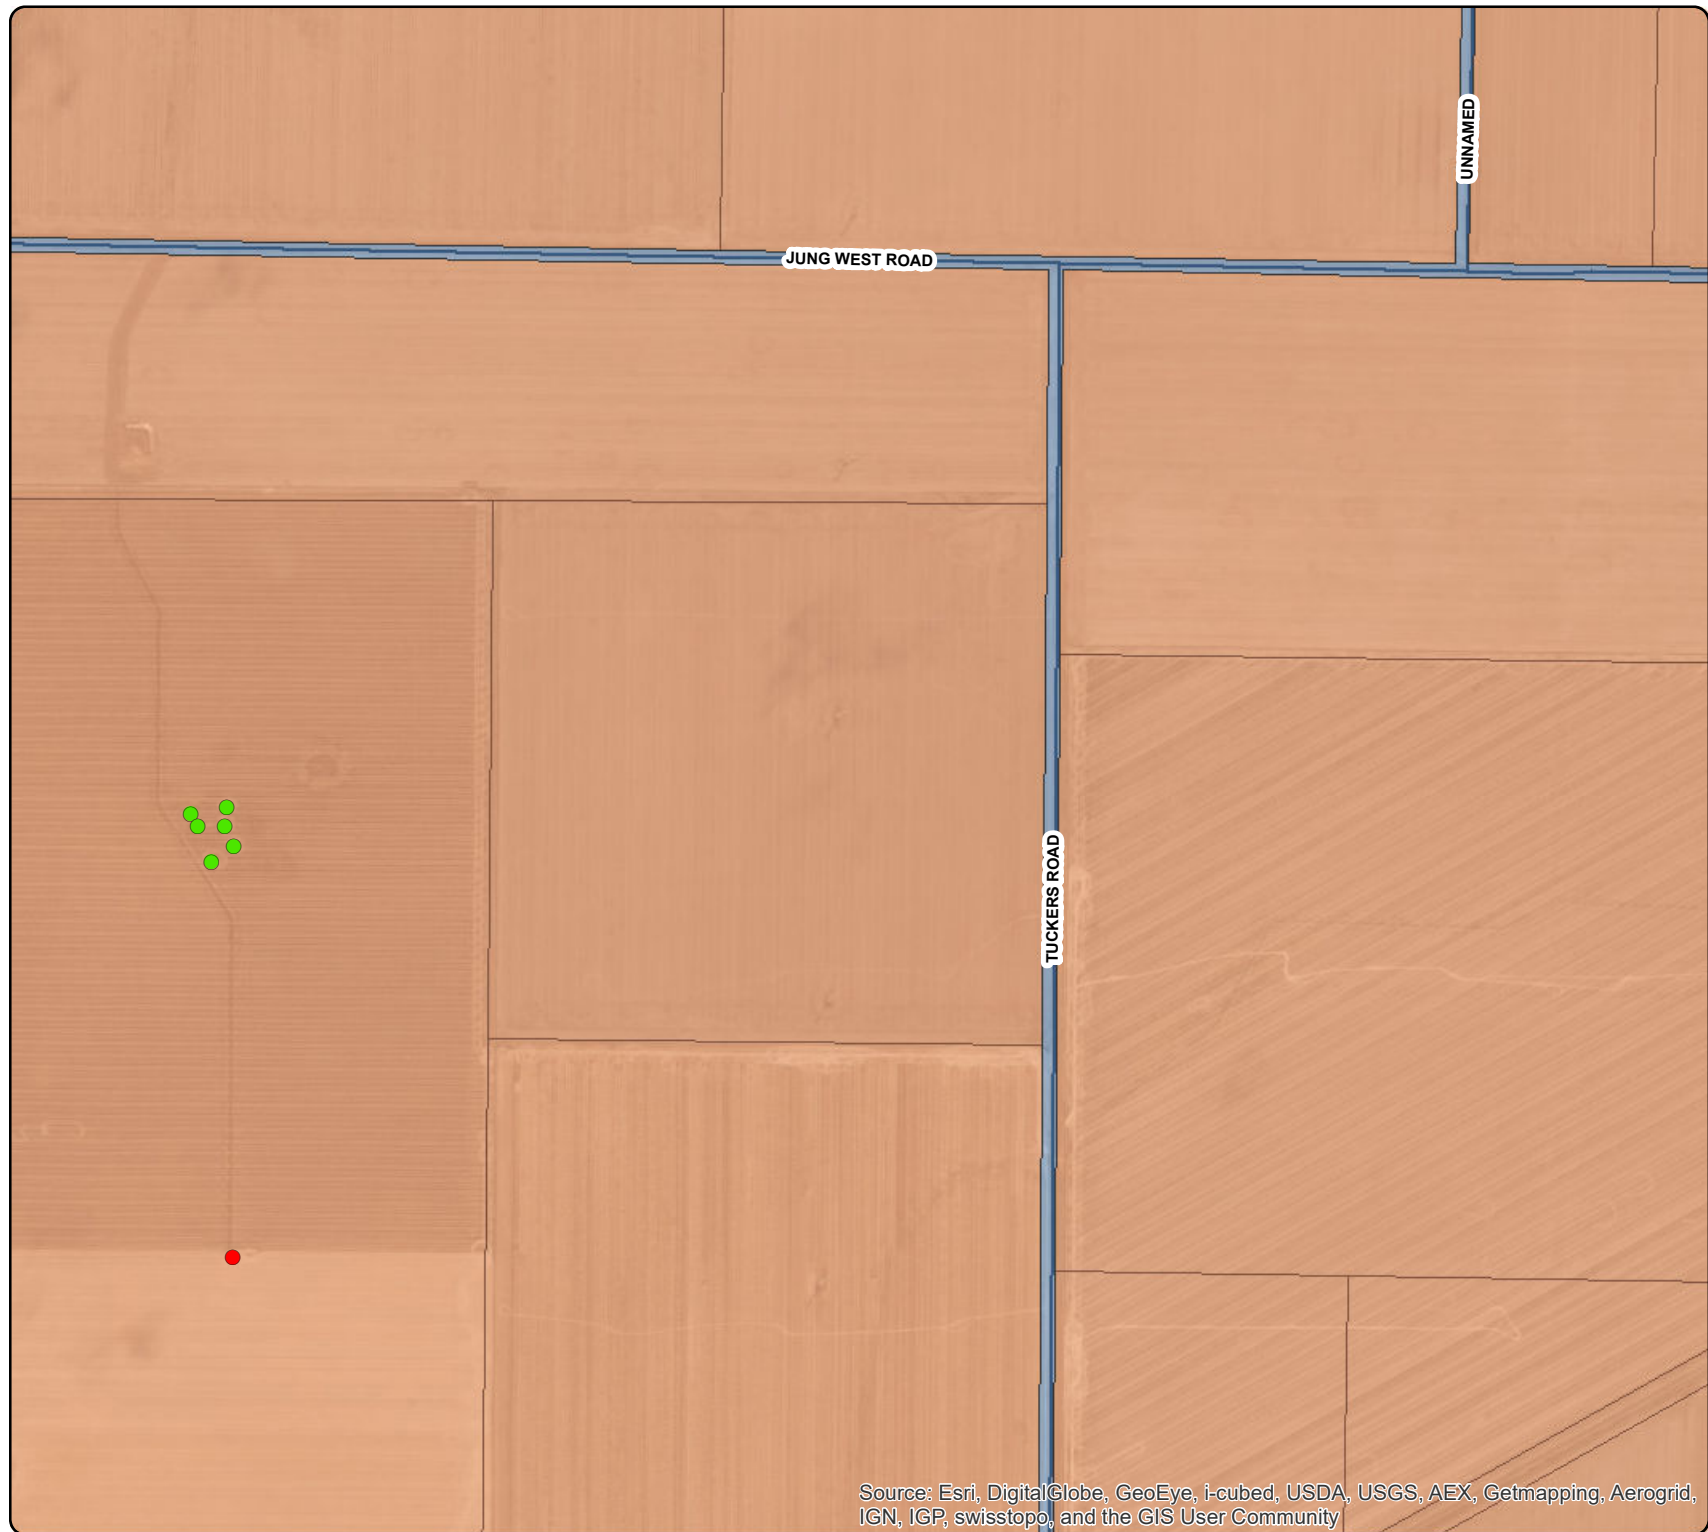 UNNAMED
JUNG WEST ROAD
TUCKERS ROAD
Source: Esri, DigitalGlobe, GeoEye, i-cubed, USDA, USGS, AEX, Getmapping, Aerogrid,
IGN, IGP, swisstopo, and the GIS User Community